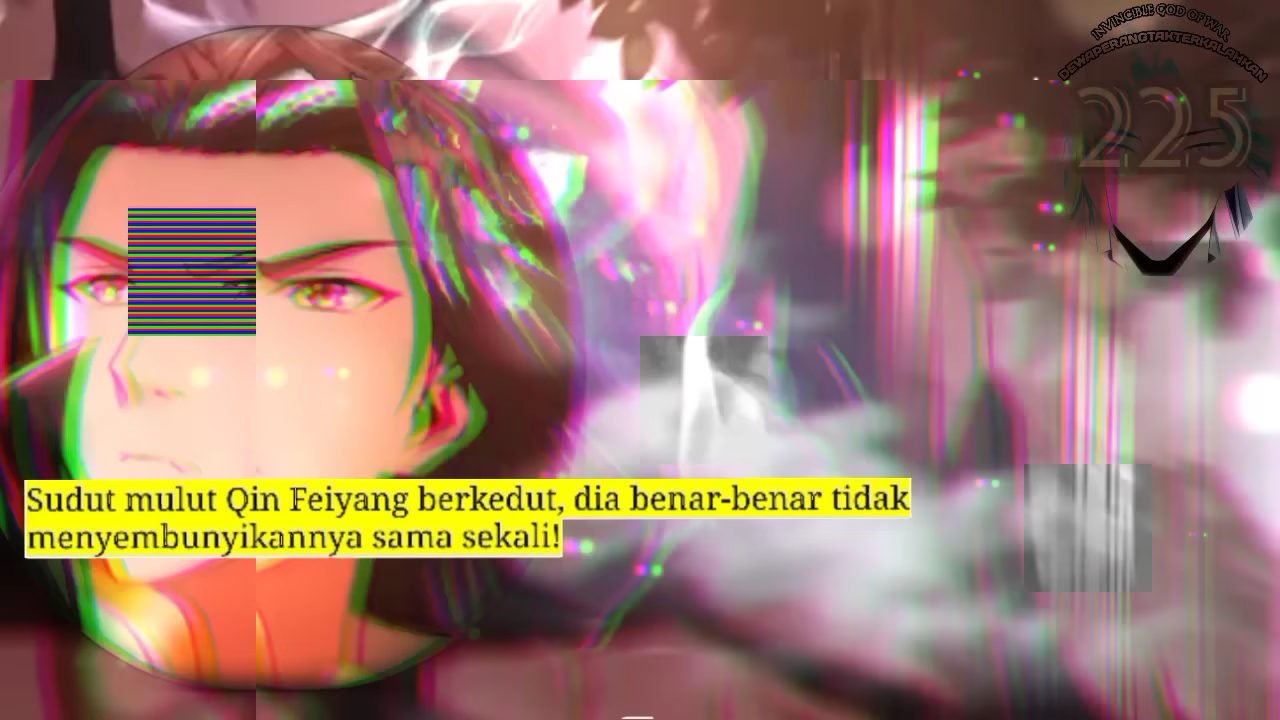 INVINCIBLE GOD OF WAR
DEWAPERANGTAKTERKALAHKAN
225
Sudut mulut Qin Feiyang berkedut, dia benar-benar tidak
menyembunyikannya sama sekali!